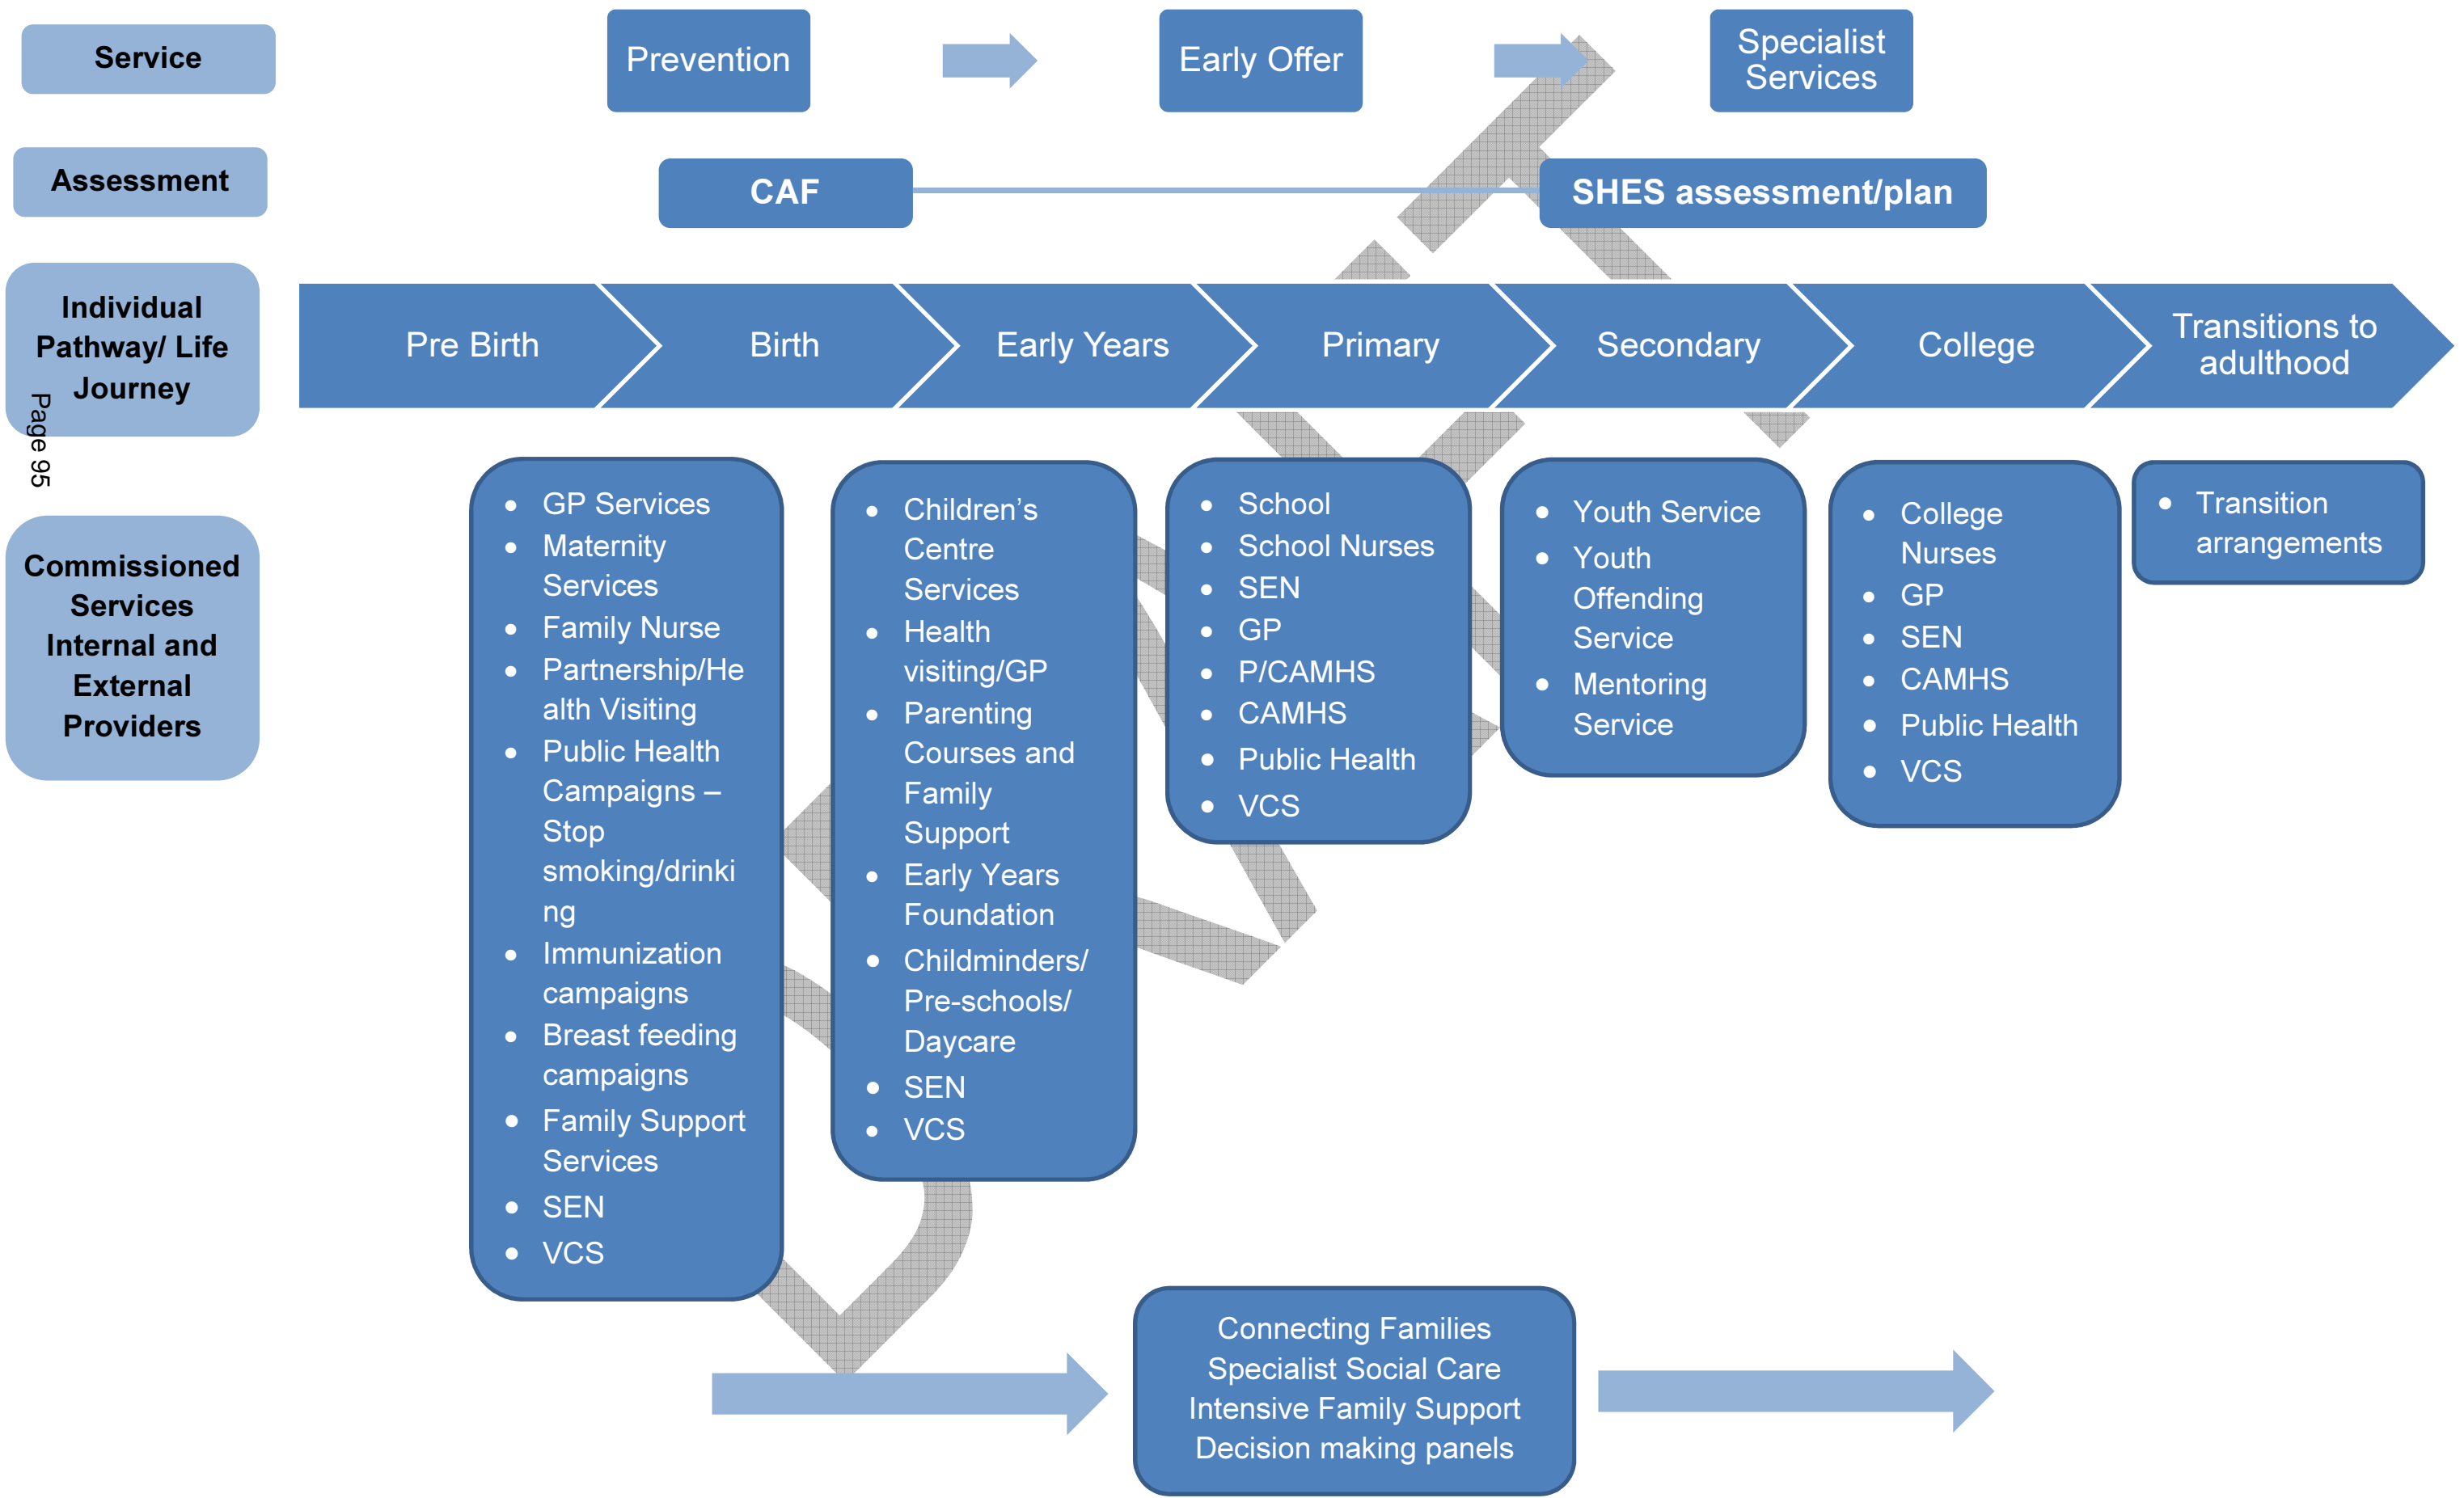 Service
Prevention
Early Offer
Specialist
Services
Assessment
CAF
SHES assessment/plan
Individual
Pathway/ Life
Journey
Pre Birth
Birth
Early Years
Primary
Secondary
College
Transitions to
adulthood
Page 95
Commissioned
Services
Internal and
External
Providers
• GP Services
• Maternity
Services
• Family Nurse
• Partnership/He
alth Visiting
• Public Health
Campaigns –
Stop
smoking/drinki
ng
• Immunization
campaigns
• Breast feeding
campaigns
• Family Support
Services
• SEN
• VCS
• Children’s
Centre
Services
• Health
visiting/GP
• Parenting
Courses and
Family
Support
• Early Years
Foundation
• Childminders/
Pre-schools/
Daycare
• SEN
• VCS
• School
• School Nurses
• SEN
• GP
• P/CAMHS
• CAMHS
• Public Health
• VCS
• Youth Service
• Youth
Offending
Service
• Mentoring
Service
• College
Nurses
• GP
• SEN
• CAMHS
• Public Health
• VCS
• Transition
arrangements
Connecting Families
Specialist Social Care
Intensive Family Support
Decision making panels